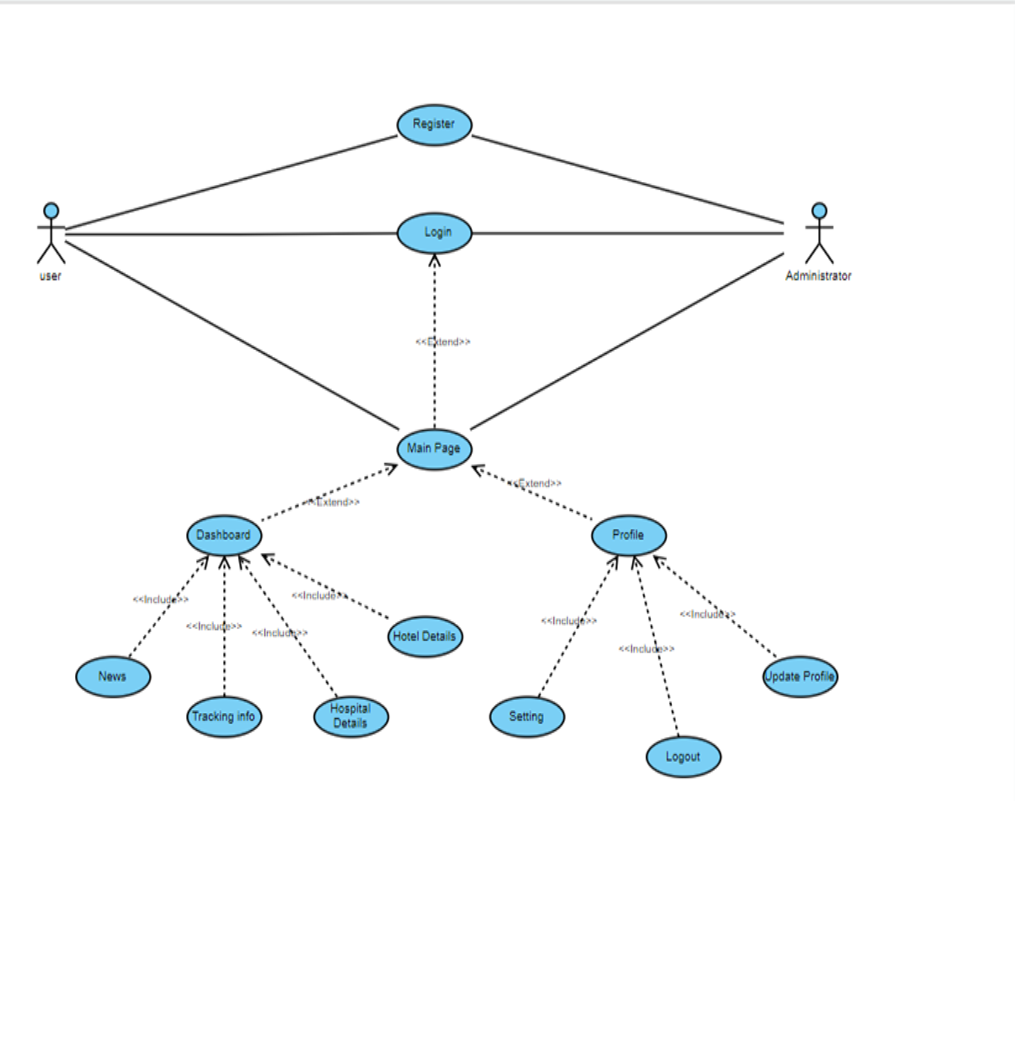 Register
Login
user
Administrator
<<Extend>>
Main Page
<<Extend>>
<<Extend>>
Dashboard
Profile
<<Include>>
<<Include>>
<<Include>>
<<Include>>
<<Include>>
<<Include>>
<<Include>>
Hotel Details
News
Update Profile
Tracking info
Hospital
Details
Setting
Logout